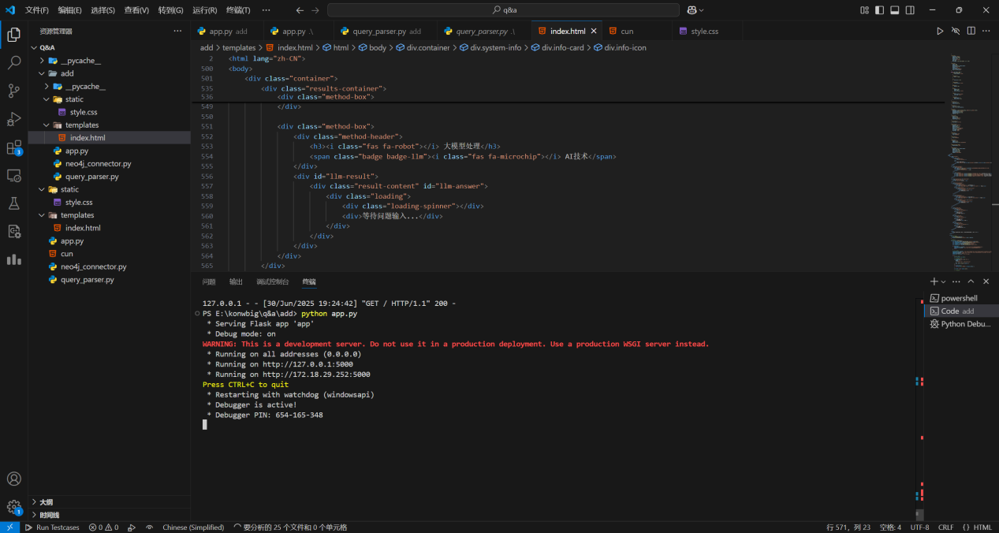 文件(F) 编辑(E) 选择(S) 查看(V) 转到(G) 运行(R) 终端(T) ··· q&a
资源管理器 ···
app.py add app.py .\ query_parser.py add query_parser.py .\ index.html cun style.css
add > templates > index.html > html > body > div.container > div.system-info > div.info-card > div.info-icon
Q&A
__pycache__
add
__pycache__
static
style.css
templates
index.html
app.py
neo4j_connector.py
query_parser.py
static
style.css
templates
index.html
app.py
cun
neo4j_connector.py
query_parser.py
大纲
时间线
3
1
2 <html lang="zh-CN">
500 <body>
501 <div class="container">
535 <div class="results-container">
536 <div class="method-box">
549 </div>
550
551 <div class="method-box">
552 <div class="method-header">
553 <h3><i class="fas fa-robot"></i> 大模型处理</h3>
554 <span class="badge badge-llm"><i class="fas fa-microchip"></i> AI技术</span>
555 </div>
556 <div id="llm-result">
557 <div class="result-content" id="llm-answer">
558 <div class="loading">
559 <div class="loading-spinner"></div>
560 <div>等待问题输入...</div>
561 </div>
562 </div>
563 </div>
564 </div>
565 </div>
问题 输出 调试控制台 终端
127.0.0.1 - - [30/Jun/2025 19:24:42] "GET / HTTP/1.1" 200 -
PS E:\konwbig\q&a\add> python app.py
* Serving Flask app 'app'
* Debug mode: on
WARNING: This is a development server. Do not use it in a production deployment. Use a production WSGI server instead.
* Running on all addresses (0.0.0.0)
* Running on http://127.0.0.1:5000
* Running on http://172.18.29.252:5000
Press CTRL+C to quit
* Restarting with watchdog (windowsapi)
* Debugger is active!
* Debugger PIN: 654-165-348
powershell
Code add
Python Debu...
Run Testcases 0 0 Chinese (Simplified) 要分析的 25 个文件和 0 个单元格 行 571，列 23 空格: 4 UTF-8 CRLF {} HTML